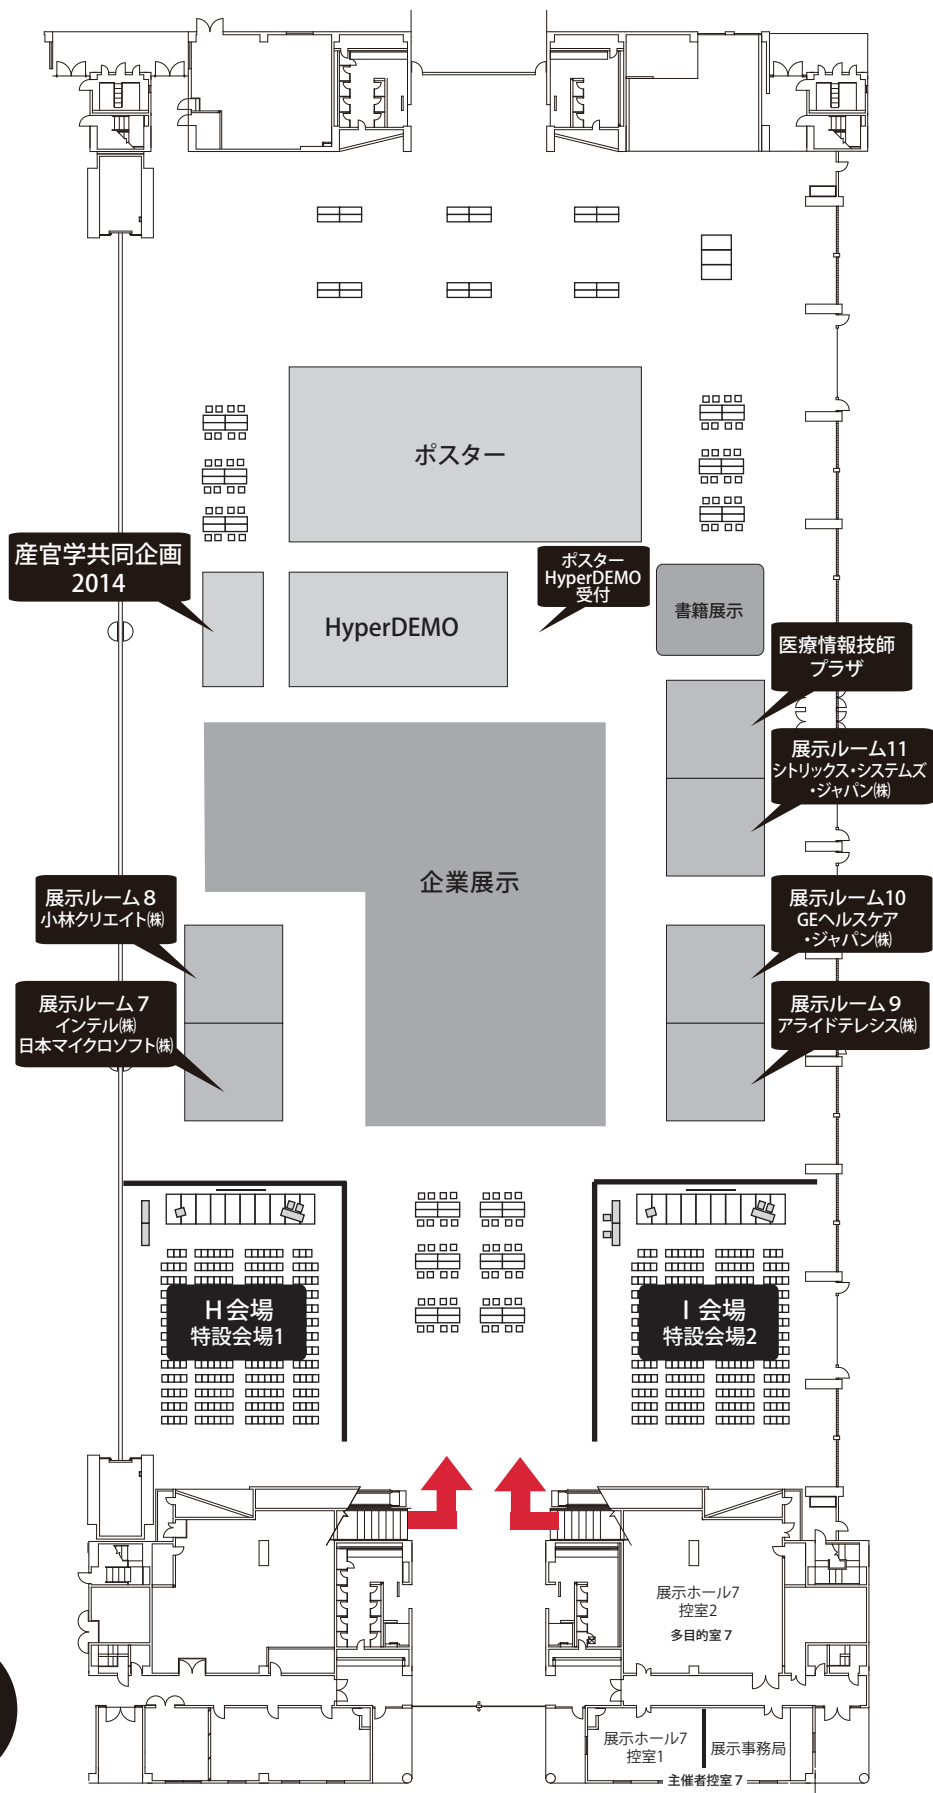 ポスター
産官学共同企画
2014
HyperDEMO
ポスター
HyperDEMO
受付
書籍展示
医療情報技師
プラザ
展示ルーム11
シトリックス・システムズ
・ジャパン㈱
企業展示
展示ルーム8
小林クリエイト㈱
展示ルーム10
GEヘルスケア
・ジャパン㈱
展示ルーム7
インテル㈱
日本マイクロソフト㈱
展示ルーム9
アライドテレシス㈱
H会場
特設会場1
I会場
特設会場2
展示ホール7
控室2
多目的室7
展示ホール7
控室1
展示事務局
主催者控室7